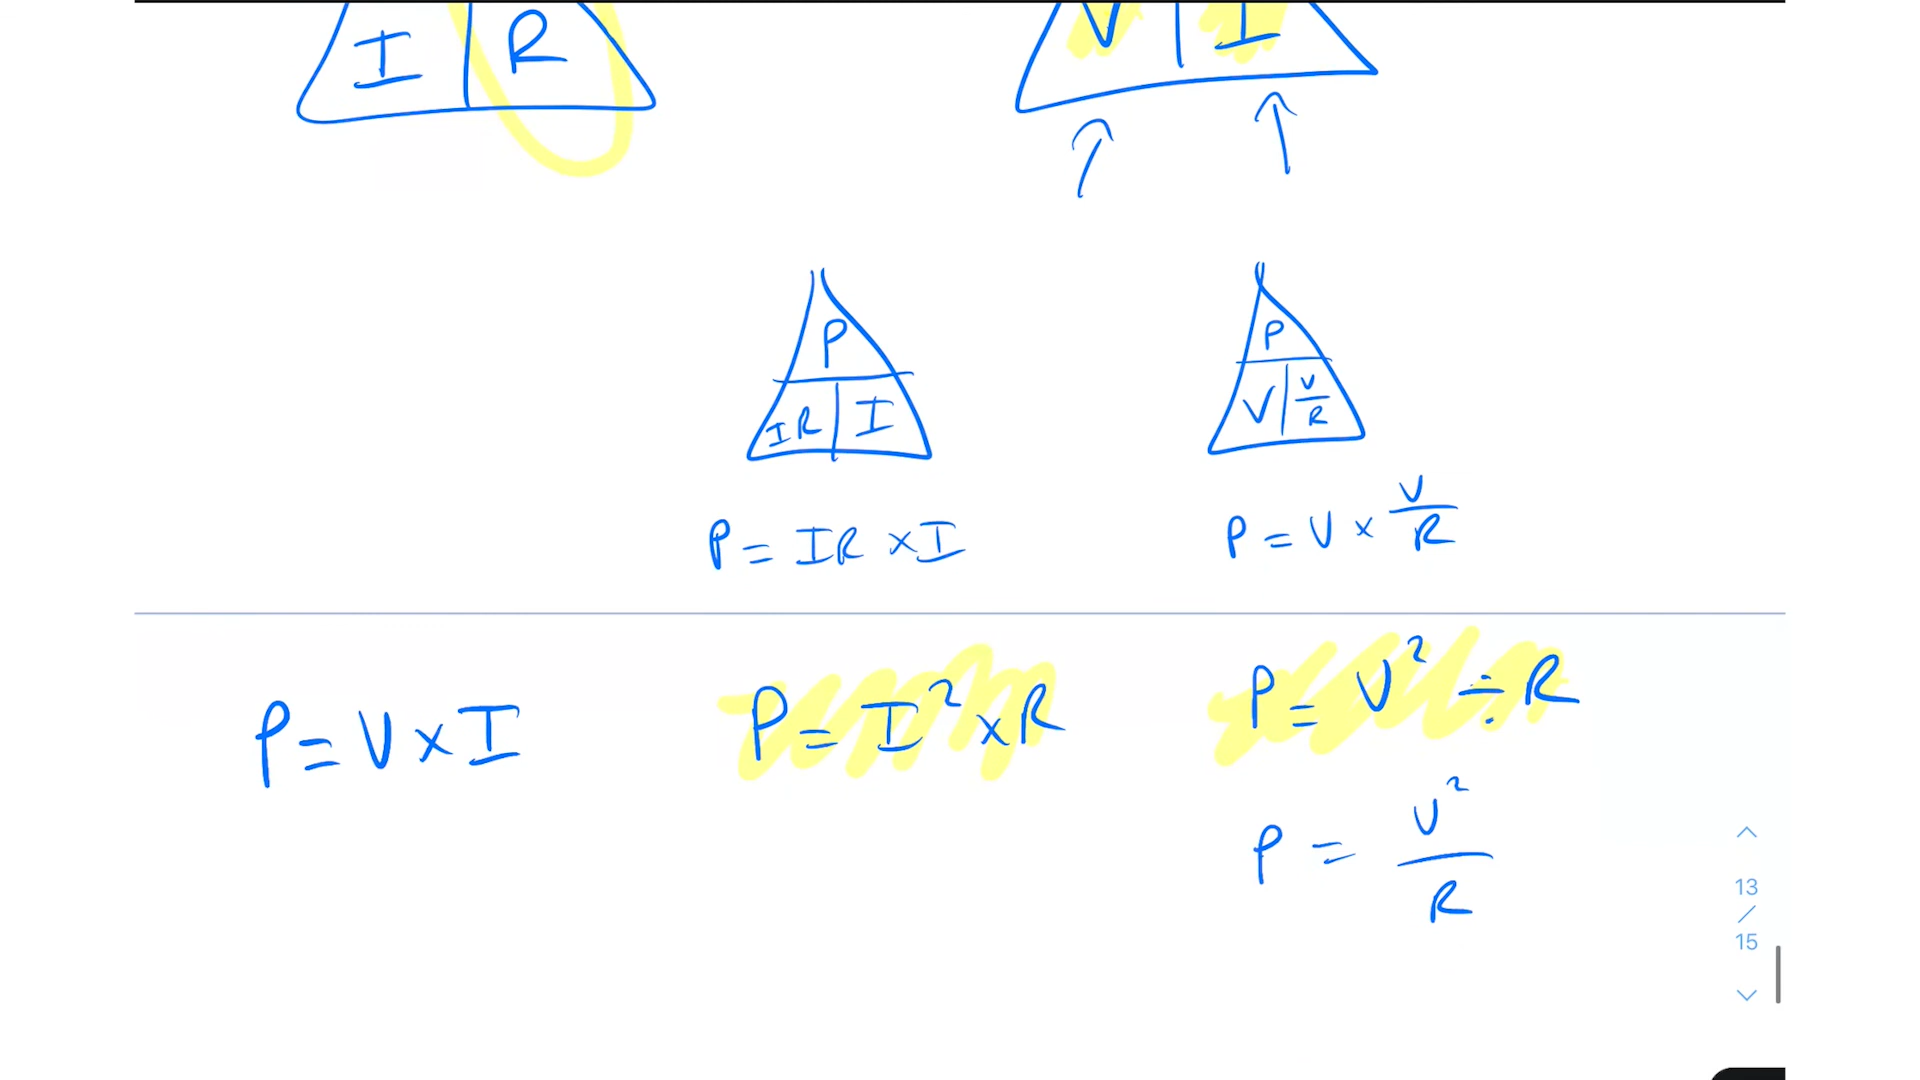 I R
V I
P
IR I
P
V V/R
P = IR × I
P = V × V/R
P = V × I
P = I² × R
P = V² ÷ R
P = V²/R
13
/
15